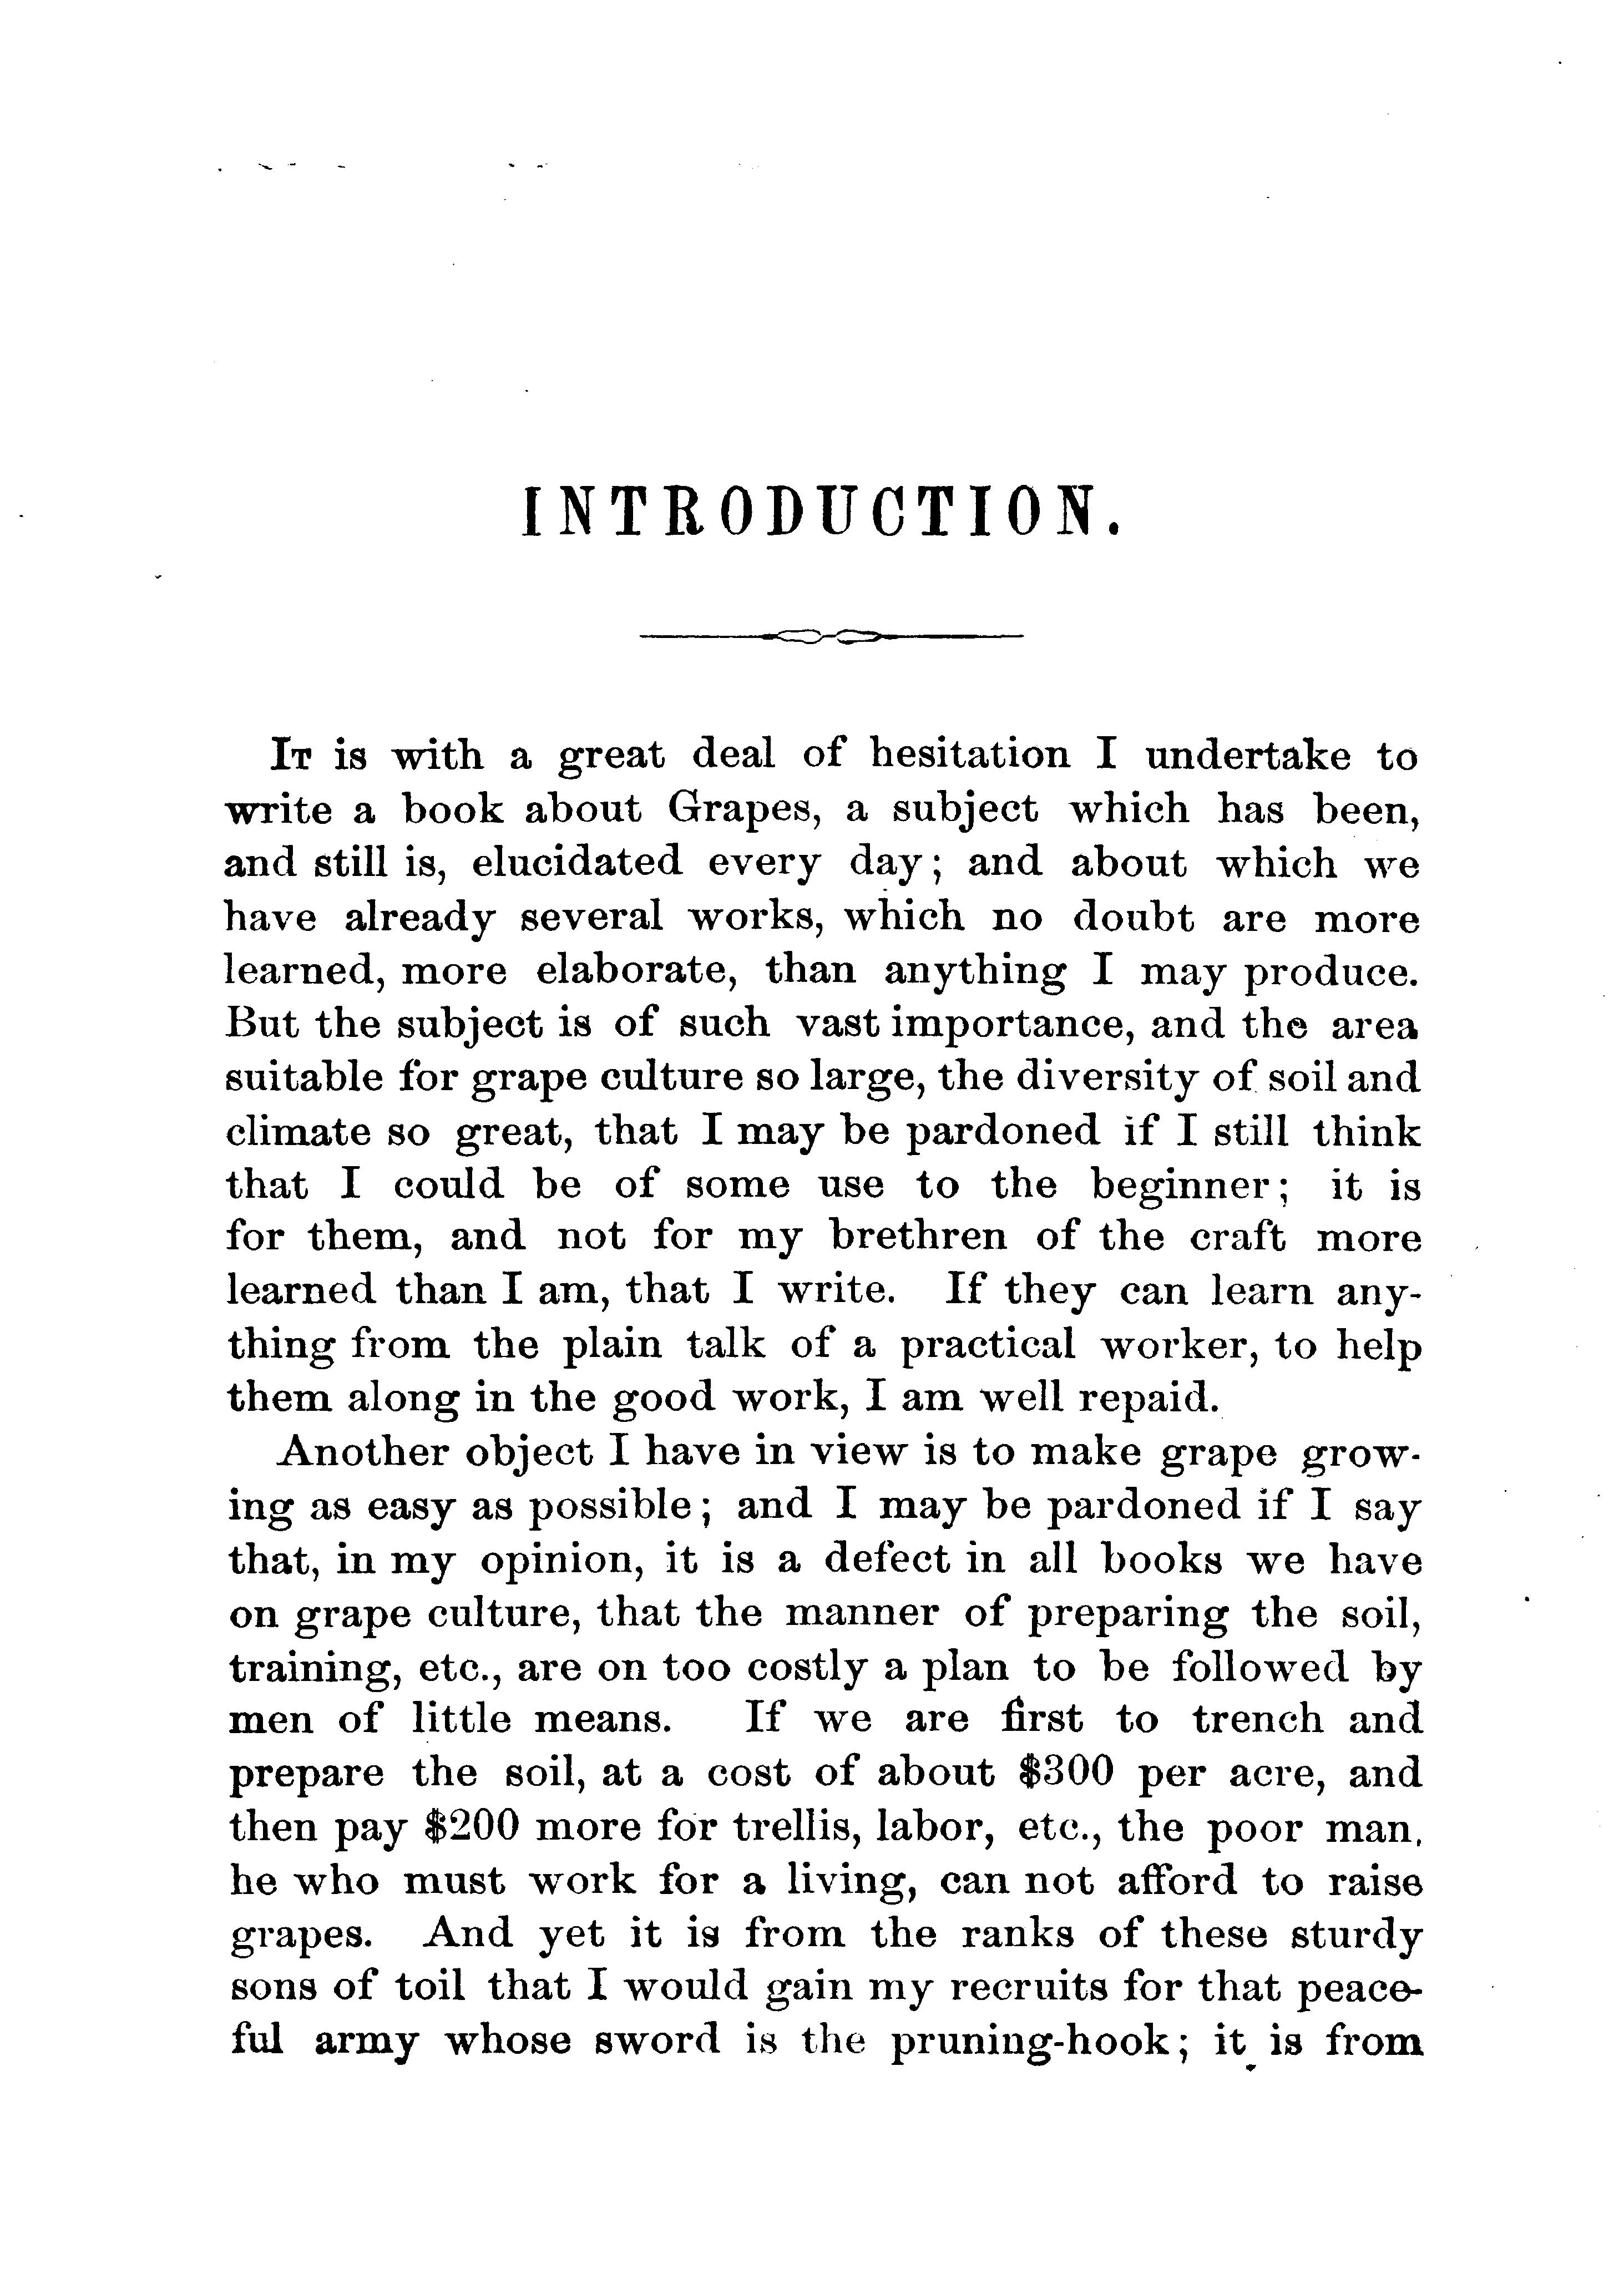 INTRODUCTION.
IT is with a great deal of hesitation I undertake to
write a book about Grapes, a subject which has been,
and still is, elucidated every day; and about which we
have already several works, which no doubt are more
learned, more elaborate, than anything I may produce.
But the subject is of such vast importance, and the area
suitable for grape culture so large, the diversity of soil and
climate so great, that I may be pardoned if I still think
that I could be of some use to the beginner; it is
for them, and not for my brethren of the craft more
learned than I am, that I write. If they can learn any-
thing from the plain talk of a practical worker, to help
them along in the good work, I am well repaid.
Another object I have in view is to make grape grow-
ing as easy as possible; and I may be pardoned if I say
that, in my opinion, it is a defect in all books we have
on grape culture, that the manner of preparing the soil,
training, etc., are on too costly a plan to be followed by
men of little means. If we are first to trench and
prepare the soil, at a cost of about $300 per acre, and
then pay $200 more for trellis, labor, etc., the poor man,
he who must work for a living, can not afford to raise
grapes. And yet it is from the ranks of these sturdy
sons of toil that I would gain my recruits for that peace-
ful army whose sword is the pruning-hook; it is from